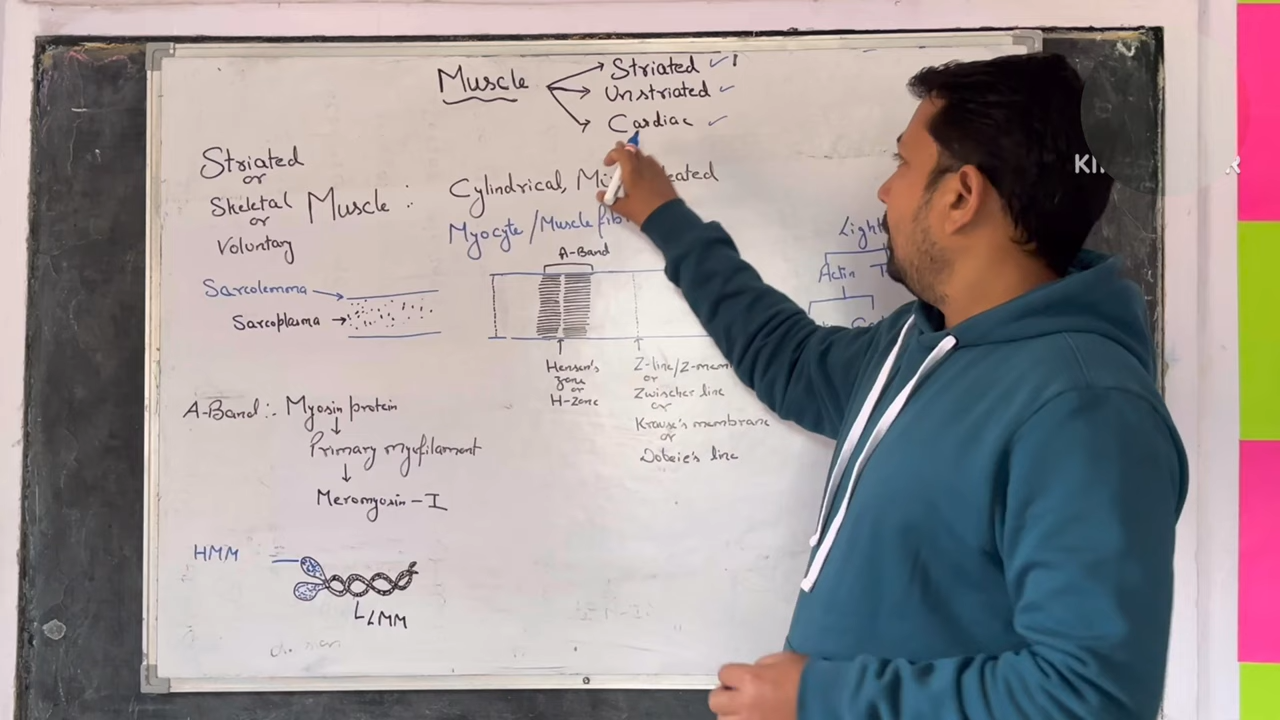 Muscle
Striated
Unstriated
Cardiac
Striated
or
Skeletal
or
Voluntary
Muscle :
Cylindrical,
Myocyte / Muscle
A-Band
Light
Actin
Sarcolemma
Sarcoplasma
Hensen's
zone
or
H-zone
Z-line/Z-mem
or
Zwischer line
or
Krause's membrane
or
Dobeie's line
A-Band :- Myosin protein
Primary myofilament
Meromyosin - I
HMM
LMM